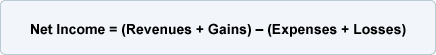 Net Income = (Revenues + Gains) – (Expenses + Losses)